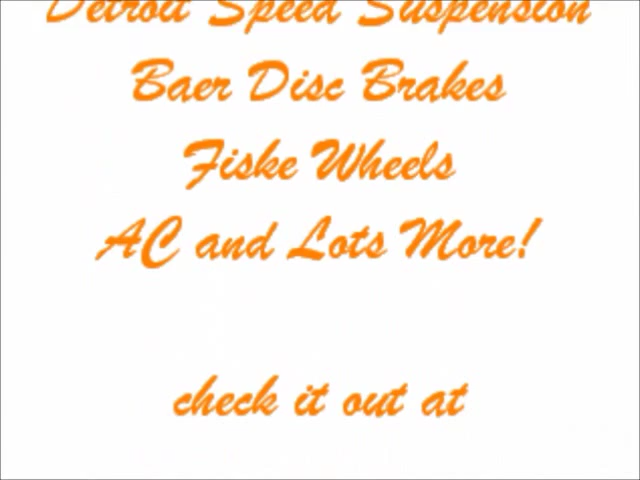 Detroit Speed Suspension
Baer Disc Brakes
Fiske Wheels
AC and Lots More!
check it out at